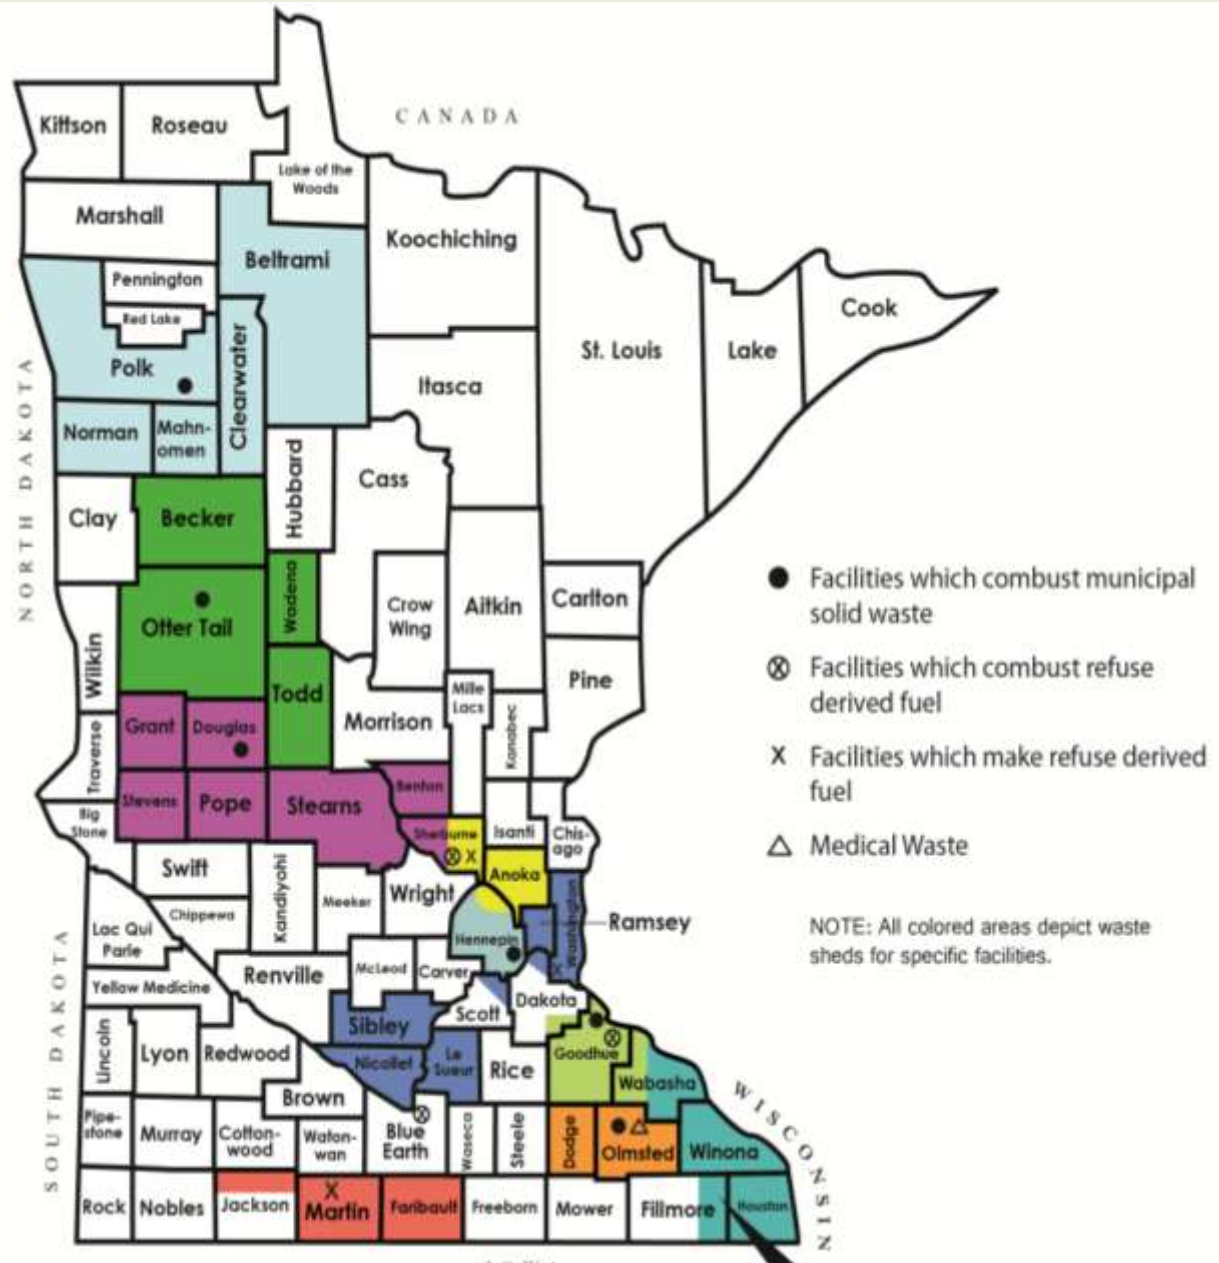 CANADA
Kittson
Roseau
Lake of the
Woods
Marshall
Koochiching
Beltrami
Pennington
Red Lake
Cook
St. Louis
Lake
Polk
Clearwater
Itasca
NORTH DAKOTA
Norman
Mahn-
omen
Hubbard
Cass
Clay
Becker
Wadena
Otter Tail
Crow
Wing
Aitkin
Carlton
Wilkin
Pine
Todd
Mille
Lacs
Grant
Douglas
Morrison
Kanabec
Traverse
Benton
Stevens
Pope
Stearns
Big
Stone
Sherburne
X
Isanti
Chis-
ago
Swift
Kandiyohi
Anoka
Meeker
Wright
Chippewa
Washington
Ramsey
Lac Qui
Parle
Hennepin
McLeod
Carver
Renville
X
Yellow Medicine
Dakota
Scott
Sibley
SOUTH DAKOTA
Lincoln
Lyon
Redwood
Nicollet
Le
Sueur
Rice
Goodhue
Wabasha
WISCONSIN
Brown
Pipe-
stone
Murray
Cotton-
wood
Waton-
wan
Blue
Earth
Waseca
Steele
Dodge
Olmsted
Winona
Rock
Nobles
Jackson
X
Martin
Faribault
Freeborn
Mower
Fillmore
Houston
Facilities which combust municipal
solid waste
Facilities which combust refuse
derived fuel
X Facilities which make refuse derived
fuel
Medical Waste
NOTE: All colored areas depict waste
sheds for specific facilities.